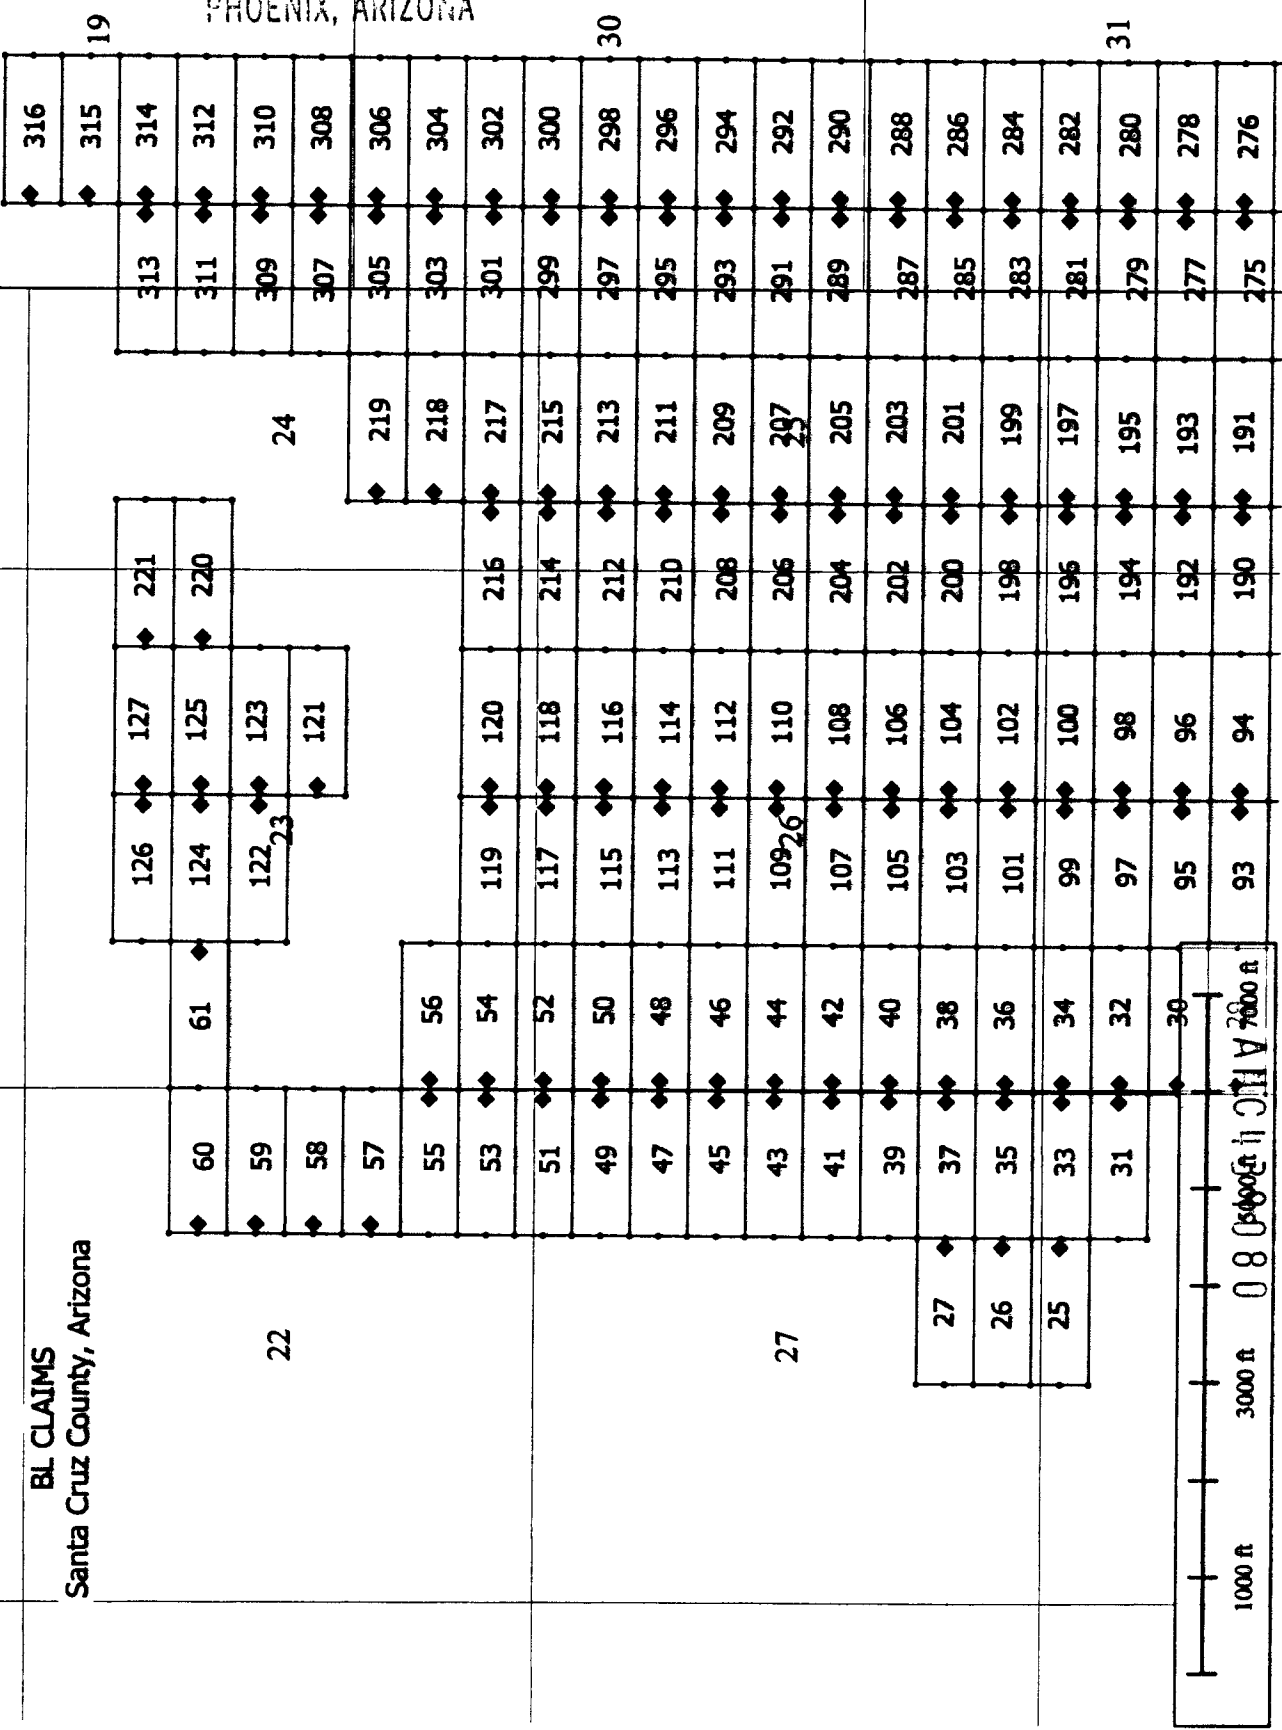 PHOENIX, ARIZONA
BL CLAIMS
Santa Cruz County, Arizona
19
30
31
316 315 314 312 310 308 306 304 302 300 298 296 294 292 290 288 286 284 282 280 278 276
313 311 309 307 305 303 301 299 297 295 293 291 289 287 285 283 281 279 277 275
24
219 218 217 215 213 211 209 207 205 203 201 199 197 195 193 191
25
221 220 216 214 212 210 208 206 204 202 200 198 196 194 192 190
127 125 123 121 120 118 116 114 112 110 108 106 104 102 100 98 96 94
23
26
126 124 122 119 117 115 113 111 109 107 105 103 101 99 97 95 93
61 56 54 52 50 48 46 44 42 40 38 36 34 32 30
60 59 58 57 55 53 51 49 47 45 43 41 39 37 35 33 31
27 26 25
22
27
1000 ft 3000 ft 5000 ft 7000 ft